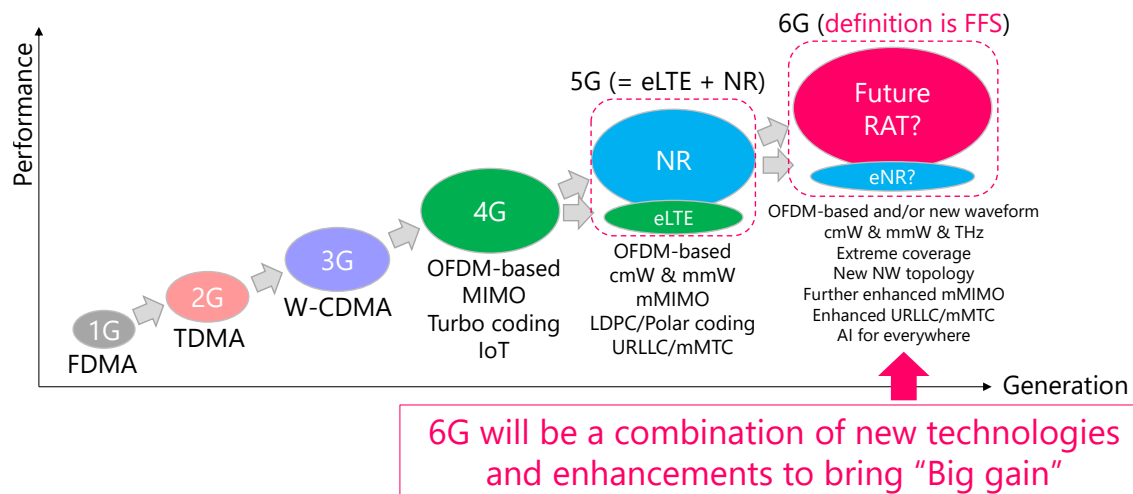 Performance
1G
FDMA
2G
TDMA
3G
W-CDMA
4G
OFDM-based
MIMO
Turbo coding
IoT
5G (= eLTE + NR)
NR
eLTE
OFDM-based
cmW & mmW
mMIMO
LDPC/Polar coding
URLLC/mMTC
6G (definition is FFS)
Future
RAT?
eNR?
OFDM-based and/or new waveform
cmW & mmW & THz
Extreme coverage
New NW topology
Further enhanced mMIMO
Enhanced URLLC/mMTC
AI for everywhere
Generation
6G will be a combination of new technologies
and enhancements to bring “Big gain”